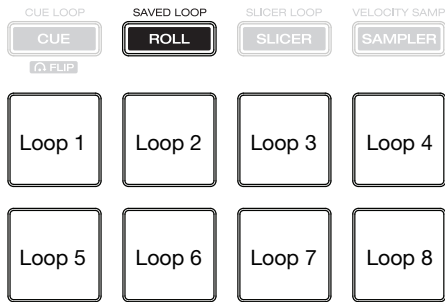 CUE LOOP SAVED LOOP SLICER LOOP VELOCITY SAMP
CUE ROLL SLICER SAMPLER
FLIP
Loop 1 Loop 2 Loop 3 Loop 4
Loop 5 Loop 6 Loop 7 Loop 8